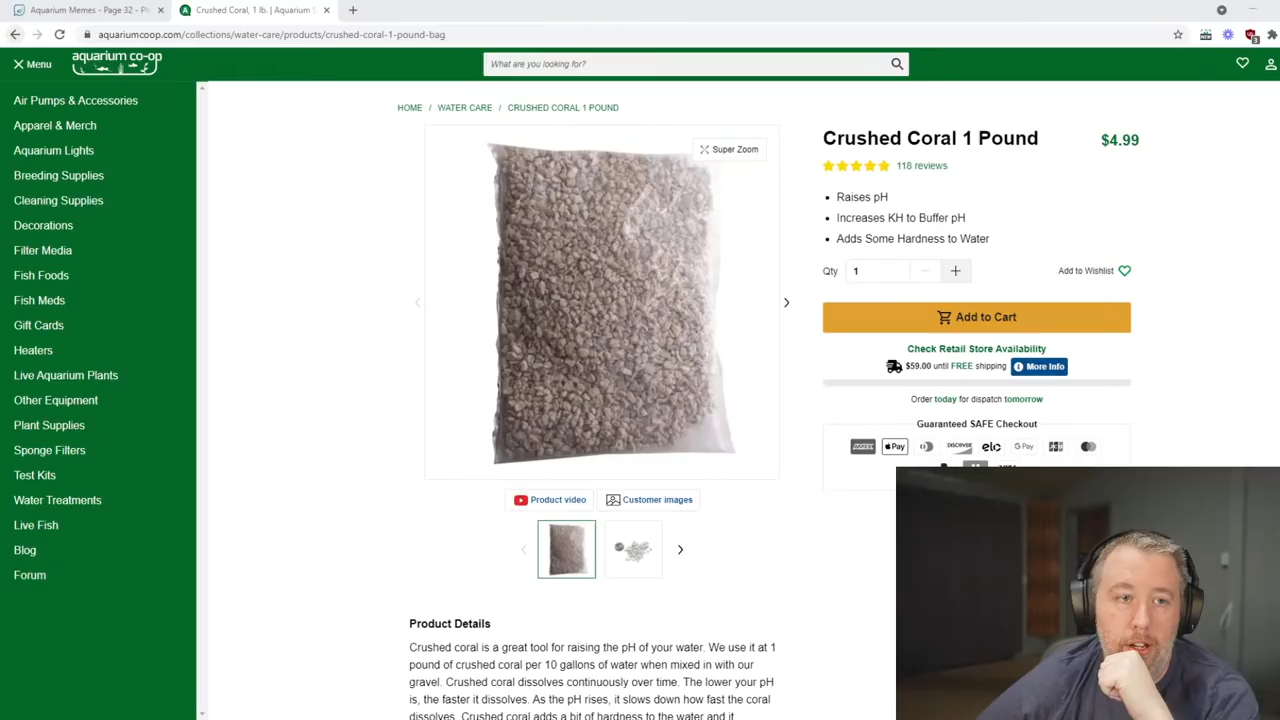 Aquarium Memes - Page 32 - Ph
Crushed Coral, 1 lb. | Aquarium
aquariumcoop.com/collections/water-care/products/crushed-coral-1-pound-bag
Menu
aquarium co-op
What are you looking for?
Air Pumps & Accessories
Apparel & Merch
Aquarium Lights
Breeding Supplies
Cleaning Supplies
Decorations
Filter Media
Fish Foods
Fish Meds
Gift Cards
Heaters
Live Aquarium Plants
Other Equipment
Plant Supplies
Sponge Filters
Test Kits
Water Treatments
Live Fish
Blog
Forum
HOME / WATER CARE / CRUSHED CORAL 1 POUND
Super Zoom
Product video
Customer images
Crushed Coral 1 Pound $4.99
118 reviews
• Raises pH
• Increases KH to Buffer pH
• Adds Some Hardness to Water
Qty 1
Add to Wishlist
Add to Cart
Check Retail Store Availability
$59.00 until FREE shipping More Info
Order today for dispatch tomorrow
Guaranteed SAFE Checkout
AMEX Pay DISCOVER elo G Pay JCB
Product Details
Crushed coral is a great tool for raising the pH of your water. We use it at 1
pound of crushed coral per 10 gallons of water when mixed in with our
gravel. Crushed coral dissolves continuously over time. The lower your pH
is, the faster it dissolves. As the pH rises, it slows down how fast the coral
dissolves. Crushed coral adds a bit of hardness to the water and it